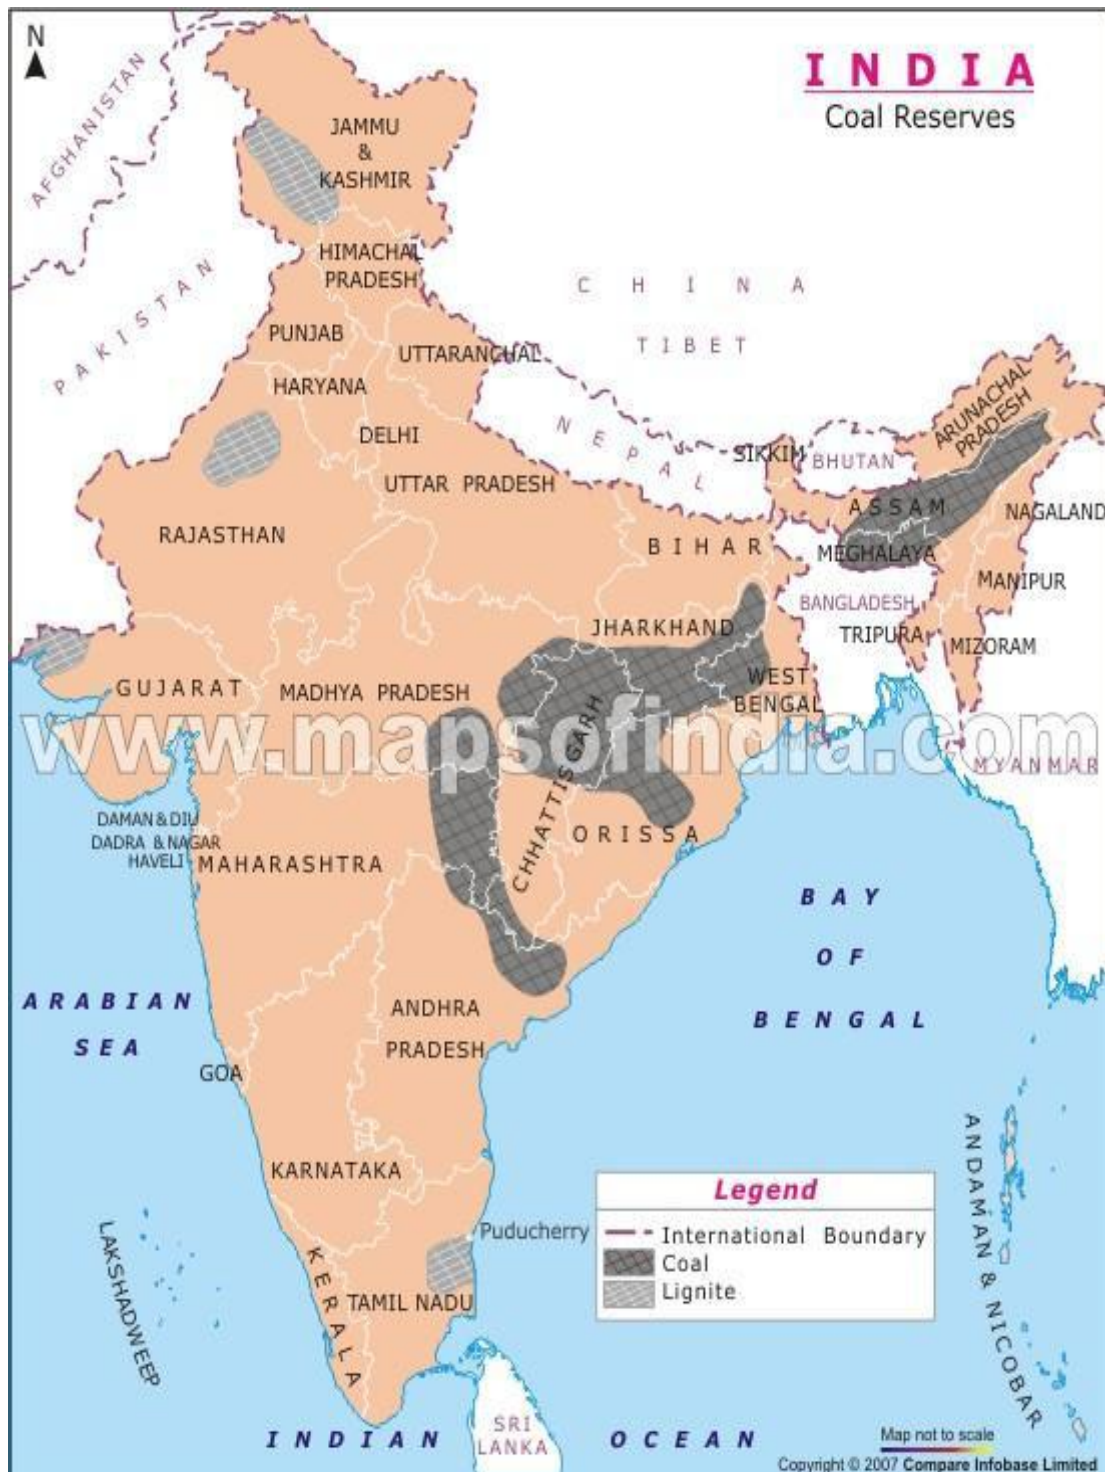 N
INDIA
Coal Reserves
AFGHANISTAN
JAMMU
&
KASHMIR
HIMACHAL
PRADESH
CHINA
TIBET
PAKISTAN
PUNJAB
UTTARANCHAL
HARYANA
DELHI
NEPAL
SIKKIM
BHUTAN
ARUNACHAL
PRADESH
UTTAR PRADESH
ASSAM
NAGALAND
RAJASTHAN
BIHAR
MEGHALAYA
MANIPUR
BANGLADESH
JHARKHAND
TRIPURA
MIZORAM
GUJARAT
MADHYA PRADESH
WEST
BENGAL
www.mapsofindia.com
MYANMAR
CHHATTISGARH
DAMAN & DIU
DADRA & NAGAR
HAVELI
MAHARASHTRA
ORISSA
BAY
OF
BENGAL
ARABIAN
SEA
ANDHRA
PRADESH
GOA
KARNATAKA
LAKSHADWEEP
KERALA
Puducherry
TAMIL NADU
ANDAMAN & NICOBAR
Legend
International Boundary
Coal
Lignite
SRI
LANKA
INDIAN OCEAN
Map not to scale
Copyright © 2007 Compare Infobase Limited